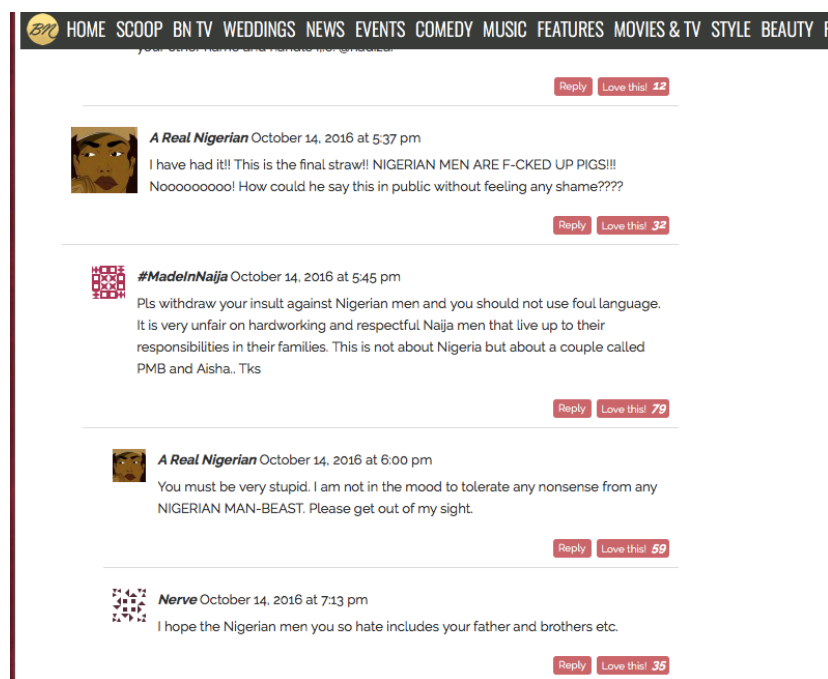 BN HOME SCOOP BN TV WEDDINGS NEWS EVENTS COMEDY MUSIC FEATURES MOVIES & TV STYLE BEAUTY
your other name and handle
Reply Love this! 12
A Real Nigerian October 14, 2016 at 5:37 pm
I have had it!! This is the final straw!! NIGERIAN MEN ARE F-CKED UP PIGS!!!
Nooooooooo! How could he say this in public without feeling any shame????
Reply Love this! 32
#MadeInNaija October 14, 2016 at 5:45 pm
Pls withdraw your insult against Nigerian men and you should not use foul language.
It is very unfair on hardworking and respectful Naija men that live up to their
responsibilities in their families. This is not about Nigeria but about a couple called
PMB and Aisha.. Tks
Reply Love this! 79
A Real Nigerian October 14, 2016 at 6:00 pm
You must be very stupid. I am not in the mood to tolerate any nonsense from any
NIGERIAN MAN-BEAST. Please get out of my sight.
Reply Love this! 59
Nerve October 14, 2016 at 7:13 pm
I hope the Nigerian men you so hate includes your father and brothers etc.
Reply Love this! 35